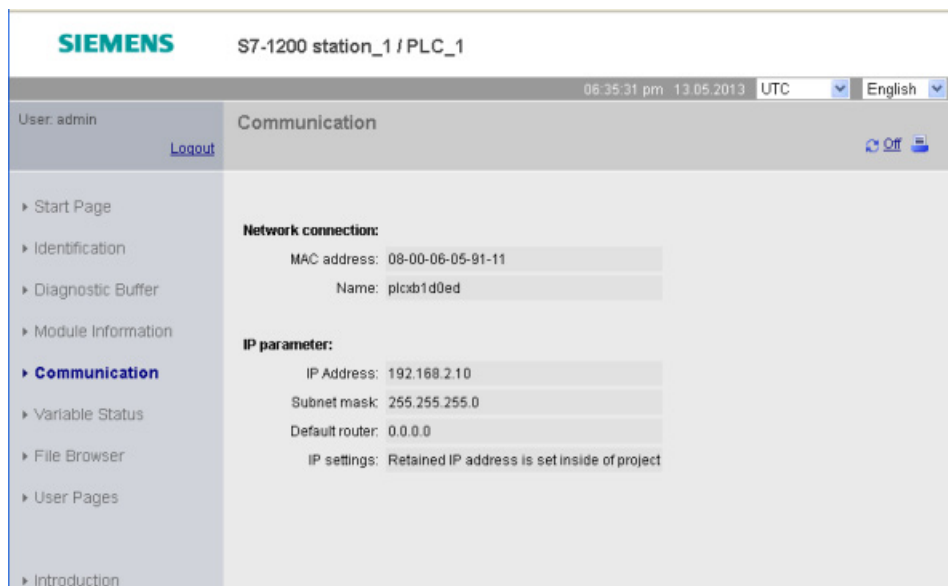 SIEMENS
S7-1200 station_1 / PLC_1
06:35:31 pm 13.05.2013 UTC English
User: admin
Logout
Communication
Off
Start Page
Identification
Diagnostic Buffer
Module Information
Communication
Variable Status
File Browser
User Pages
Introduction
Network connection:
MAC address: 08-00-06-05-91-11
Name: plcxb1d0ed
IP parameter:
IP Address: 192.168.2.10
Subnet mask: 255.255.255.0
Default router: 0.0.0.0
IP settings: Retained IP address is set inside of project